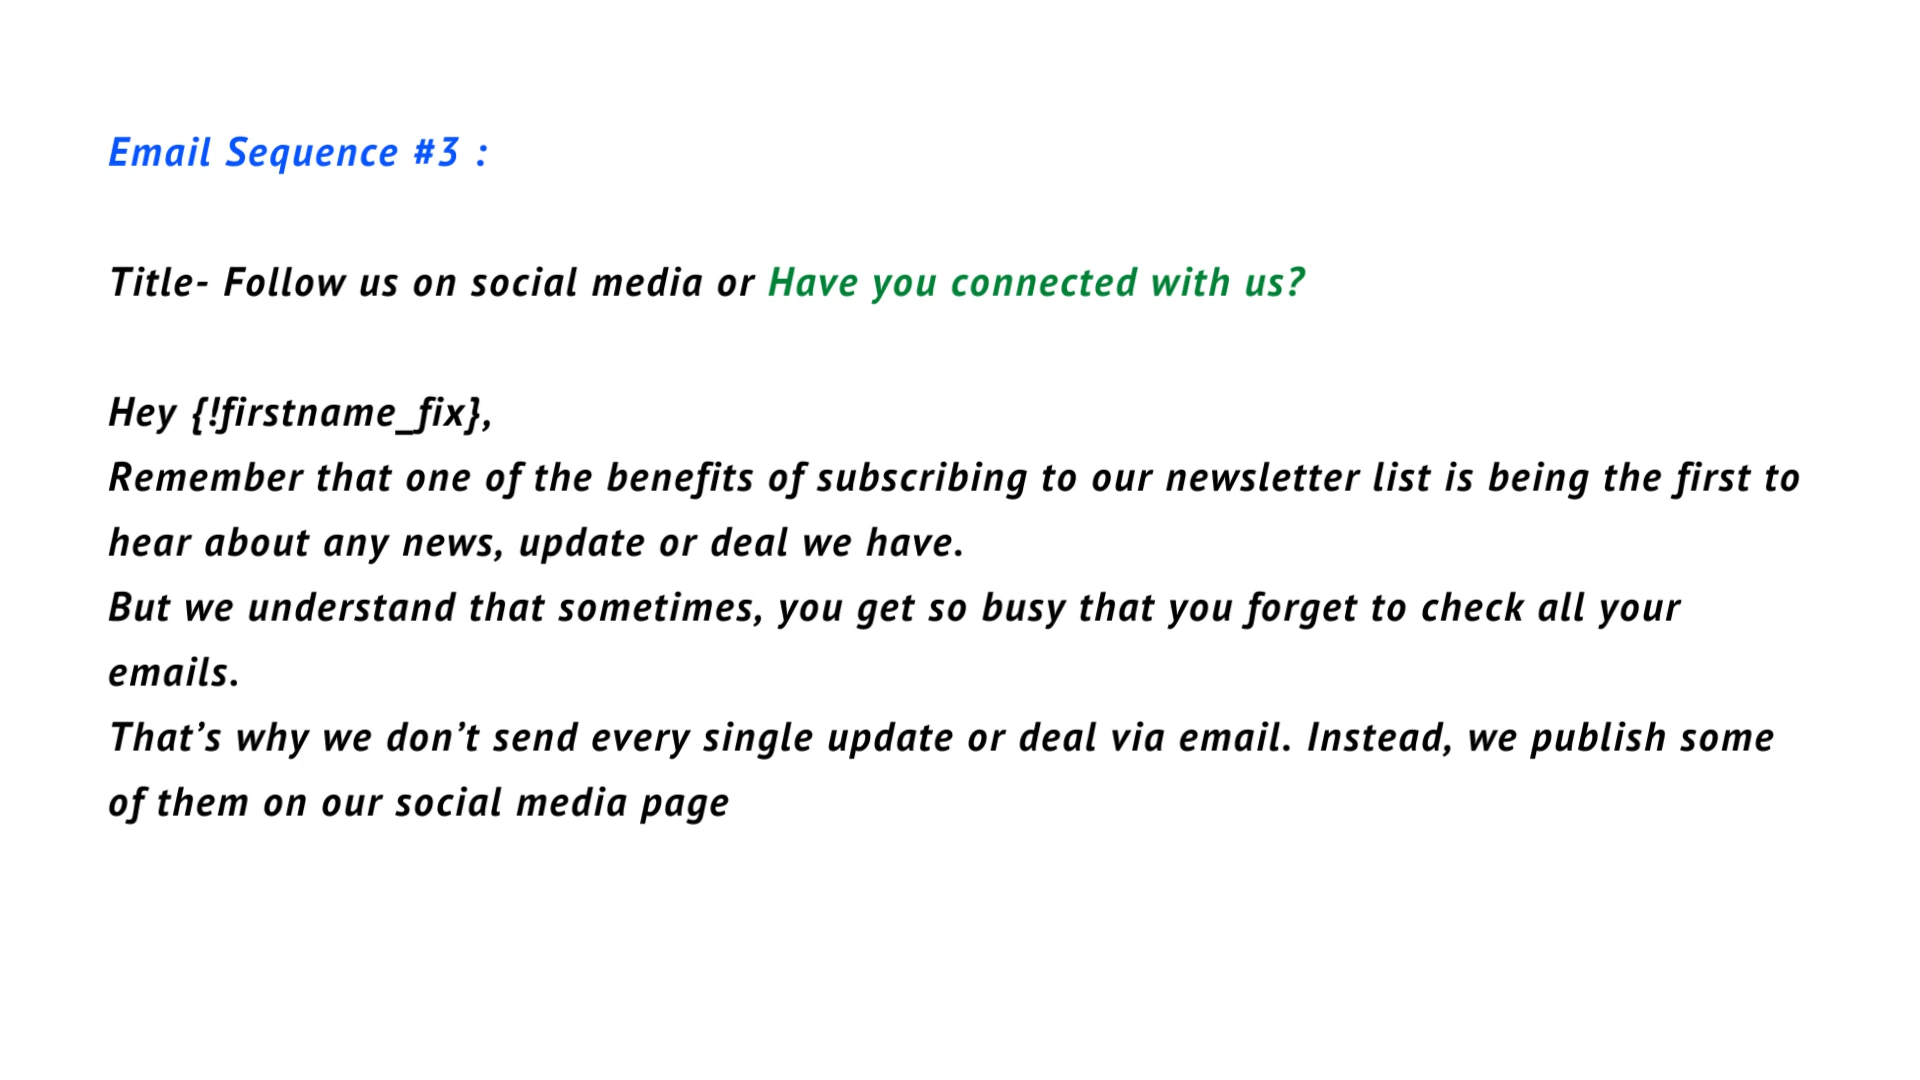 Email Sequence #3 :
Title- Follow us on social media or Have you connected with us?
Hey {!firstname_fix},
Remember that one of the benefits of subscribing to our newsletter list is being the first to
hear about any news, update or deal we have.
But we understand that sometimes, you get so busy that you forget to check all your
emails.
That’s why we don’t send every single update or deal via email. Instead, we publish some
of them on our social media page